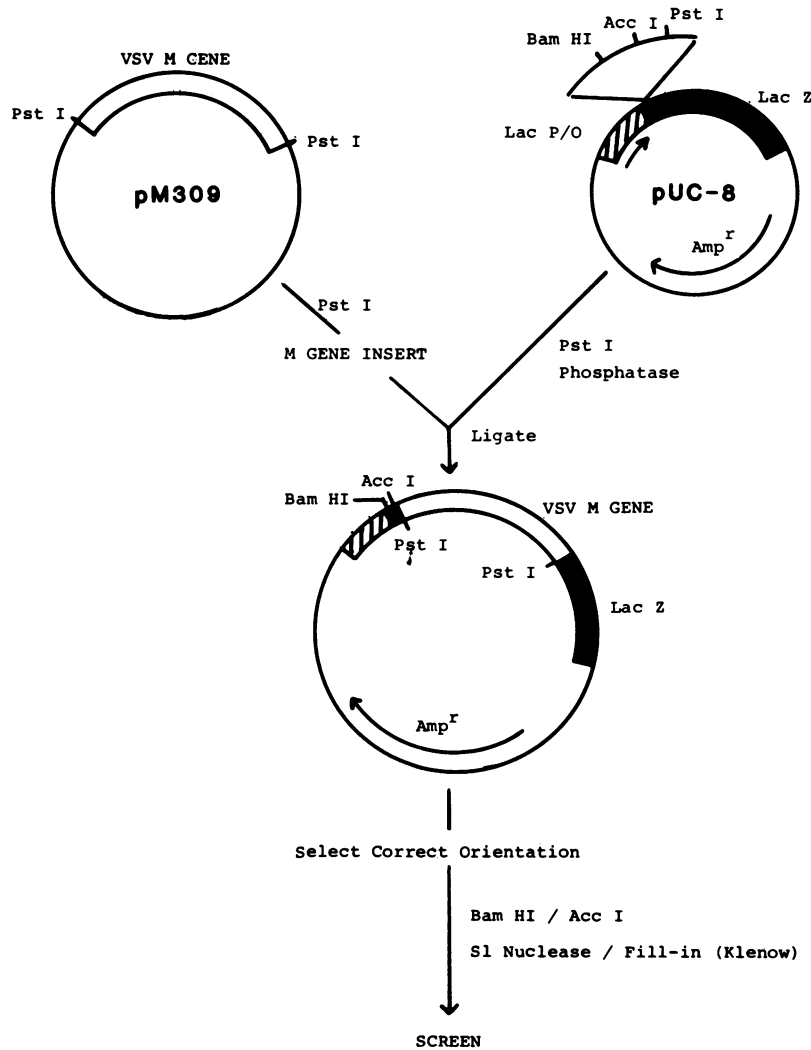 VSV M CENE
Pst I
Pst I
pM309
Bam HI
Acc I
Pst I
Lac Z
Lac P/O
pUC-8
Amp r
Pst I
M GENE INSERT
Pst I
Phosphatase
Ligate
Acc I
Bam HI
VSV M GENE
Pst I
Pst I
Lac Z
Amp r
Select Correct Orientation
Bam HI / Acc I
Sl Nuclease / Fill-in (Klenow)
SCREEN